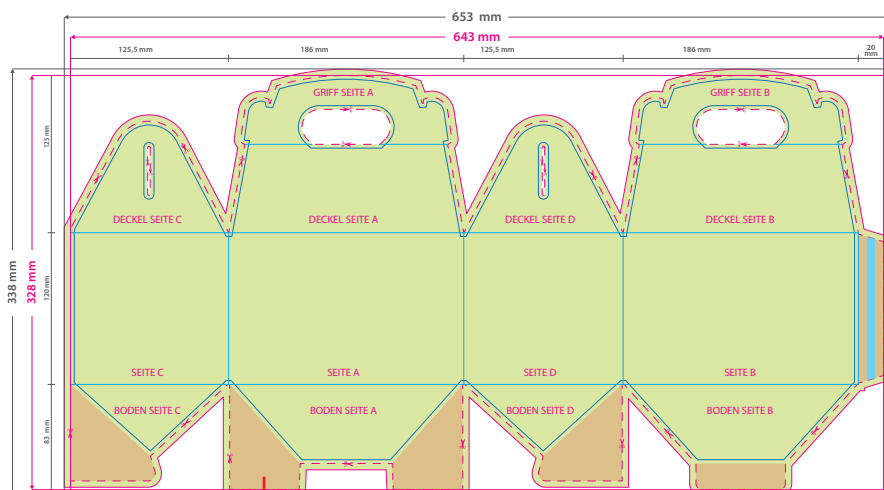 653 mm
643 mm
125,5 mm
186 mm
125,5 mm
186 mm
20
mm
GRIFF SEITE A
GRIFF SEITE B
125 mm
DECKEL SEITE C
DECKEL SEITE A
DECKEL SEITE D
DECKEL SEITE B
338 mm
328 mm
120 mm
SEITE C
SEITE A
SEITE D
SEITE B
BODEN SEITE C
BODEN SEITE A
BODEN SEITE D
BODEN SEITE B
83 mm